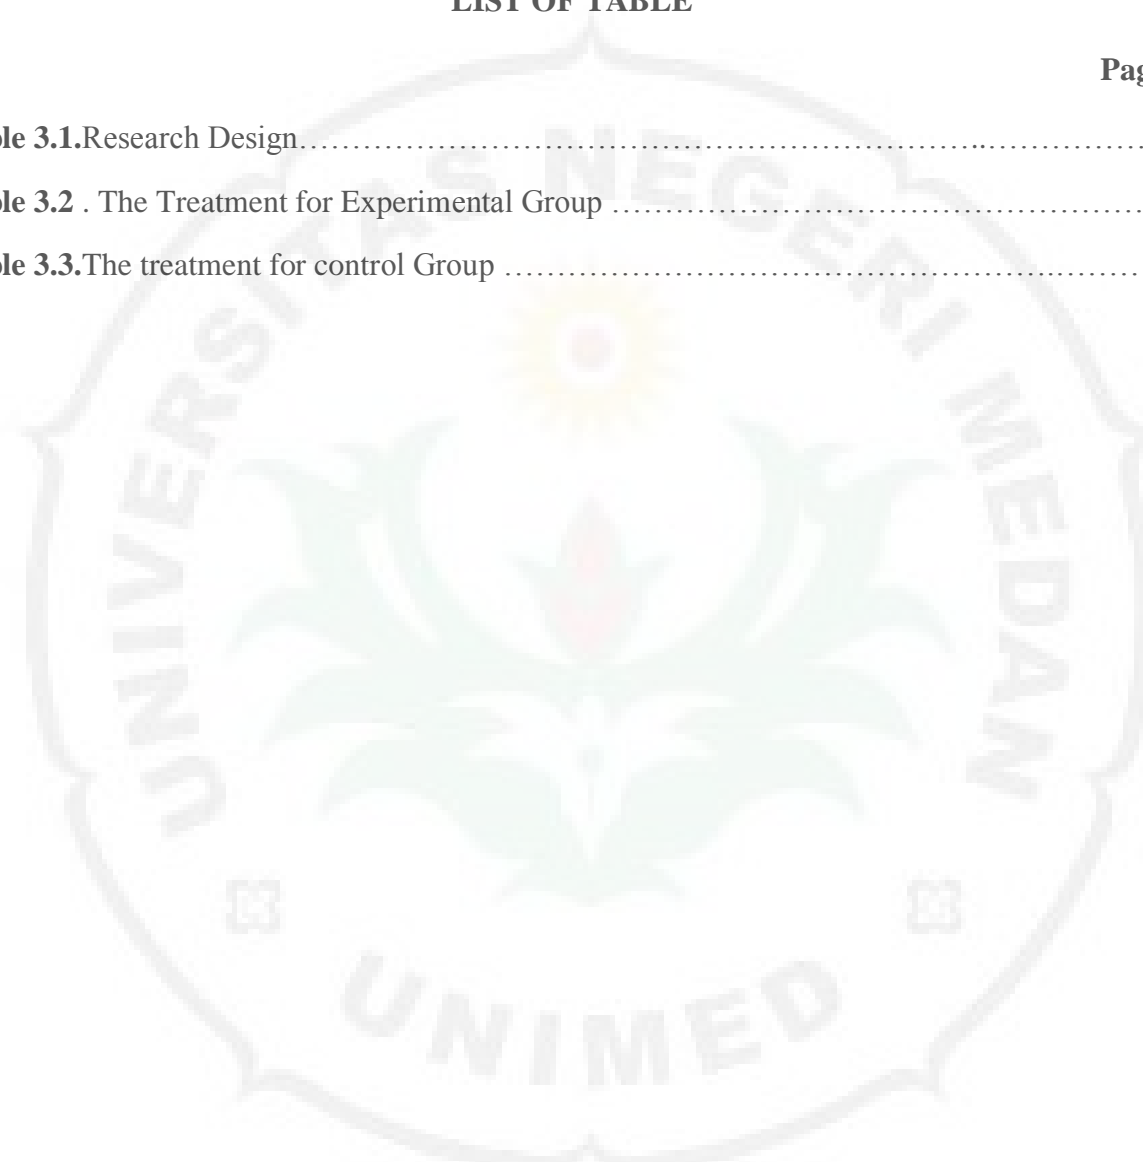 LIST OF TABLE
Pag
ble 3.1.Research Design……………………………………………………………..……………
ble 3.2 . The Treatment for Experimental Group …………………………………………
ble 3.3.The treatment for control Group ……………………………………………….………
UNIVERSITAS NEGERI MEDAN
UNIMED